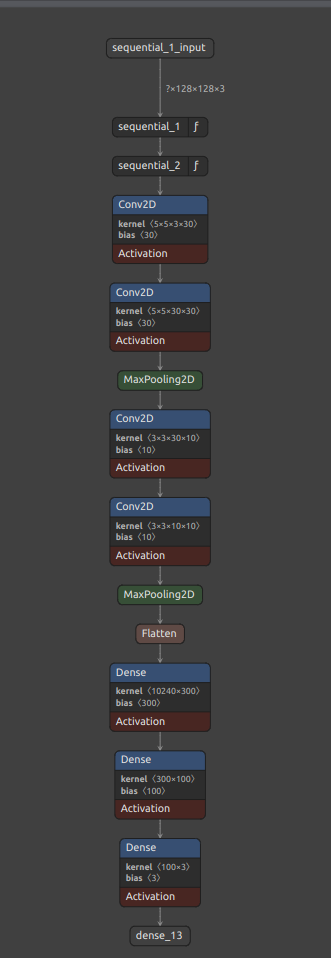 sequential_1_input
?×128×128×3
sequential_1 ƒ
sequential_2 ƒ
Conv2D
kernel 〈5×5×3×30〉
bias 〈30〉
Activation
Conv2D
kernel 〈5×5×30×30〉
bias 〈30〉
Activation
MaxPooling2D
Conv2D
kernel 〈3×3×30×10〉
bias 〈10〉
Activation
Conv2D
kernel 〈3×3×10×10〉
bias 〈10〉
Activation
MaxPooling2D
Flatten
Dense
kernel 〈10240×300〉
bias 〈300〉
Activation
Dense
kernel 〈300×100〉
bias 〈100〉
Activation
Dense
kernel 〈100×3〉
bias 〈3〉
Activation
dense_13